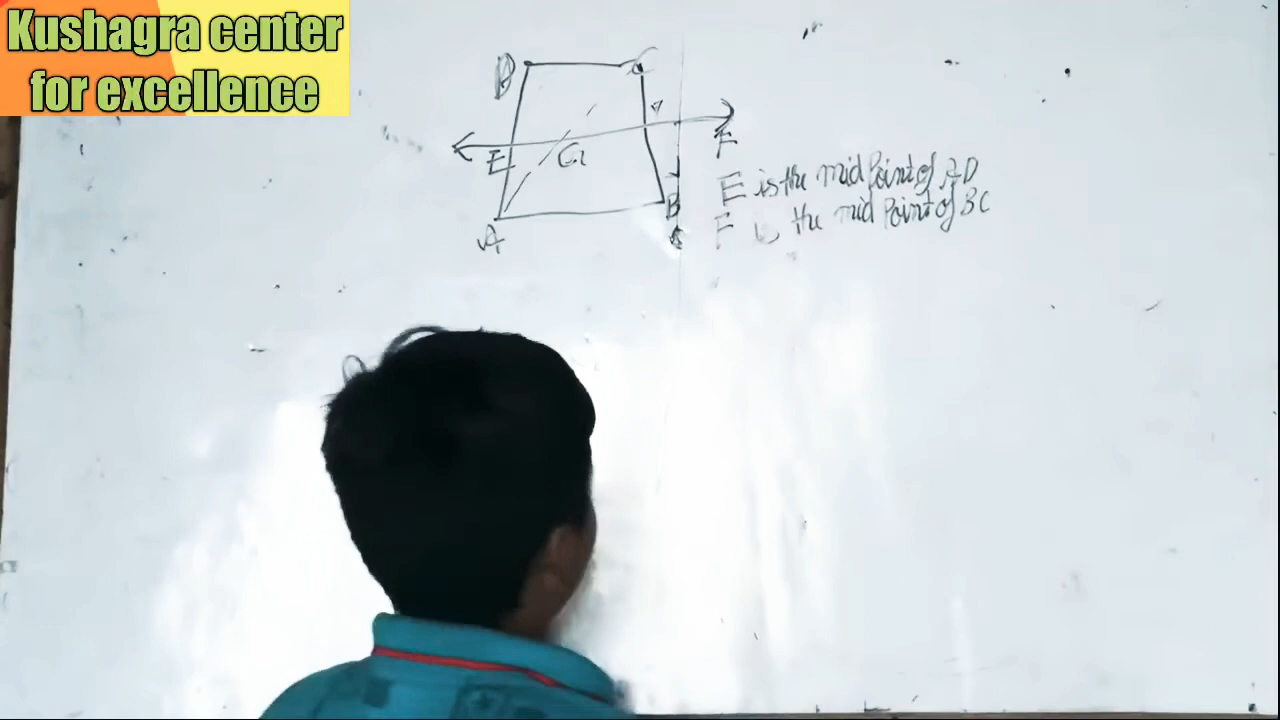 Kushagra center
for excellence
D C
E G F
A B
E is the mid Point of AD
F is the mid Point of BC